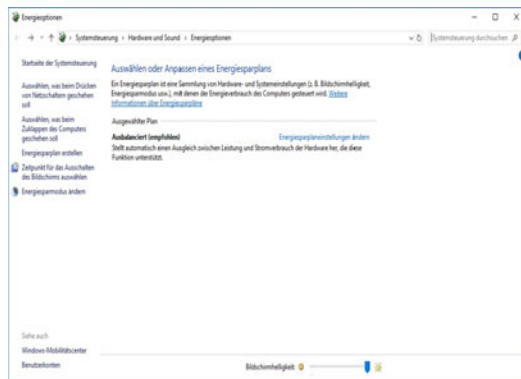 Energieoptionen
Systemsteuerung › Hardware und Sound › Energieoptionen
Systemsteuerung durchsuchen
Startseite der Systemsteuerung
Auswählen, was beim Drücken
von Netzschaltern geschehen
soll
Auswählen, was beim
Zuklappen des Computers
geschehen soll
Energiesparplan erstellen
Zeitpunkt für das Ausschalten
des Bildschirms auswählen
Energiesparmodus ändern
Auswählen oder Anpassen eines Energiesparplans
Ein Energiesparplan ist eine Sammlung von Hardware- und Systemeinstellungen (z. B. Bildschirmhelligkeit,
Energiesparmodus usw.), mit denen der Energieverbrauch des Computers gesteuert wird. Weitere
Informationen über Energiesparpläne
Ausgewählter Plan
Ausbalanciert (empfohlen) Energiesparplaneinstellungen ändern
Stellt automatisch einen Ausgleich zwischen Leistung und Stromverbrauch der Hardware her, die diese
Funktion unterstützt.
Siehe auch
Windows-Mobilitätscenter
Benutzerkonten
Bildschirmhelligkeit